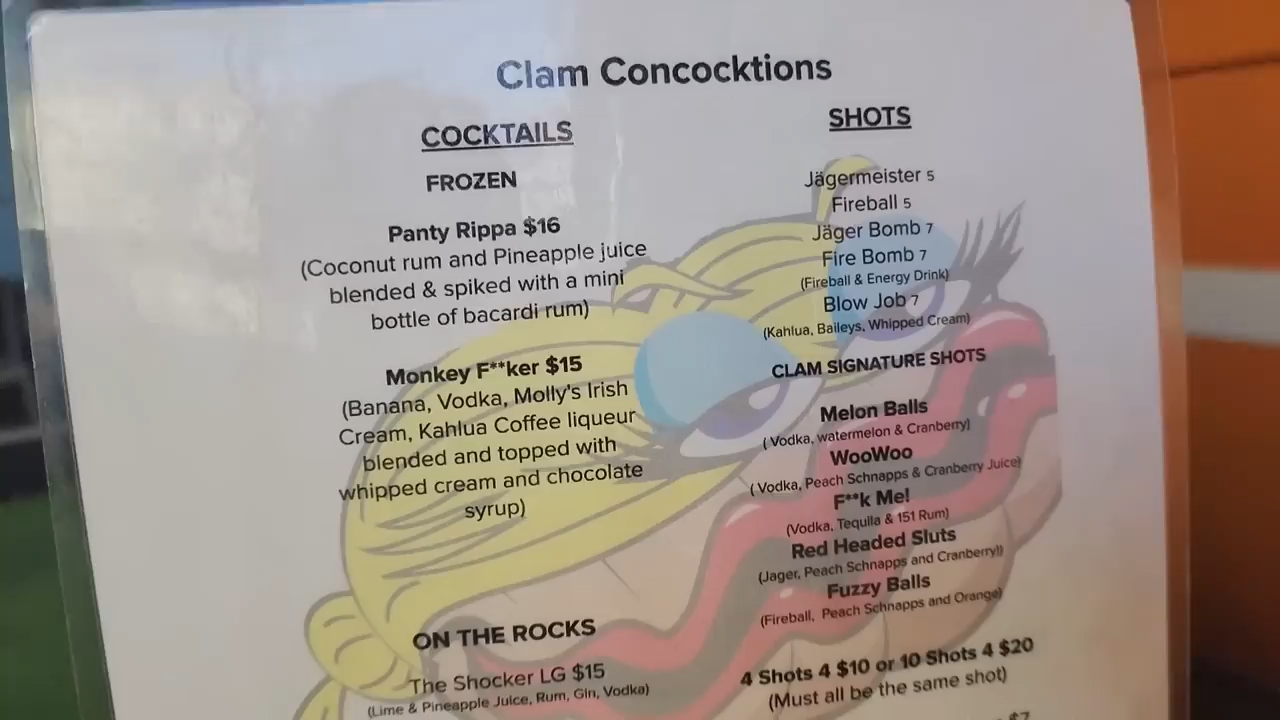 Clam Concocktions
COCKTAILS
FROZEN
Panty Rippa $16
(Coconut rum and Pineapple juice
blended & spiked with a mini
bottle of bacardi rum)
Monkey F**ker $15
(Banana, Vodka, Molly's Irish
Cream, Kahlua Coffee liqueur
blended and topped with
whipped cream and chocolate
syrup)
ON THE ROCKS
The Shocker LG $15
(Lime & Pineapple Juice, Rum, Gin, Vodka)
SHOTS
Jägermeister 5
Fireball 5
Jäger Bomb 7
Fire Bomb 7
(Fireball & Energy Drink)
Blow Job 7
(Kahlua, Baileys, Whipped Cream)
CLAM SIGNATURE SHOTS
Melon Balls
( Vodka, watermelon & Cranberry)
WooWoo
( Vodka, Peach Schnapps & Cranberry Juice)
F**k Me!
(Vodka, Tequila & 151 Rum)
Red Headed Sluts
(Jager, Peach Schnapps and Cranberry))
Fuzzy Balls
(Fireball, Peach Schnapps and Orange)
4 Shots 4 $10 or 10 Shots 4 $20
(Must all be the same shot)
$7